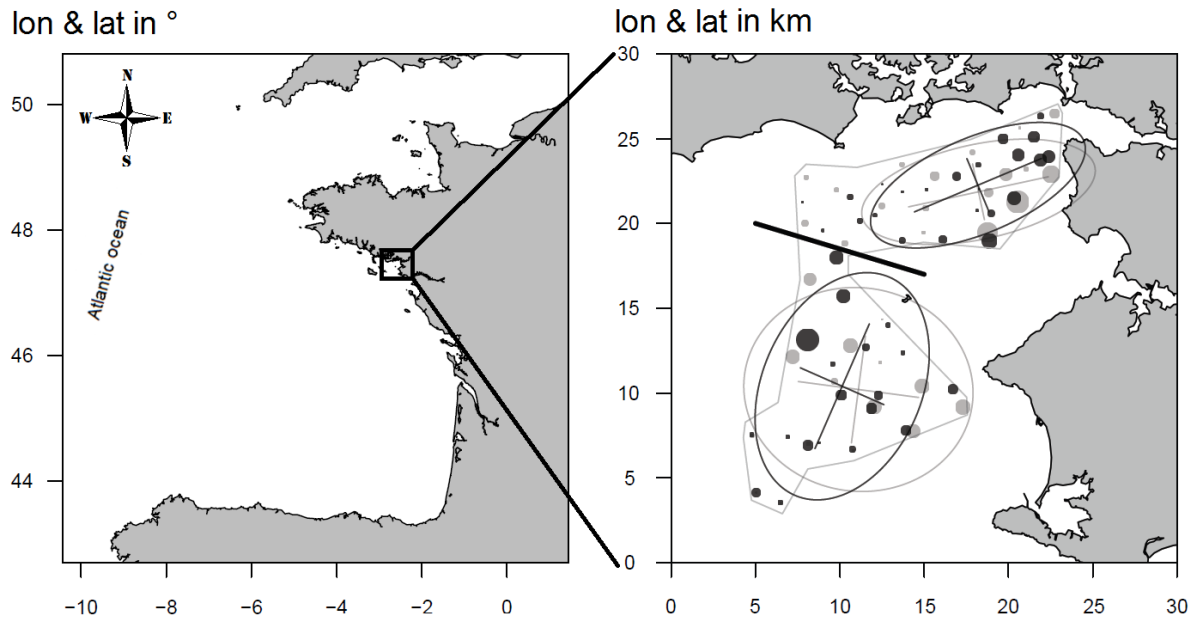 lon & lat in °
lon & lat in km
N
W E
S
Atlantic ocean
50
48
46
44
−10 −8 −6 −4 −2 0
30
25
20
15
10
5
0
0 5 10 15 20 25 30